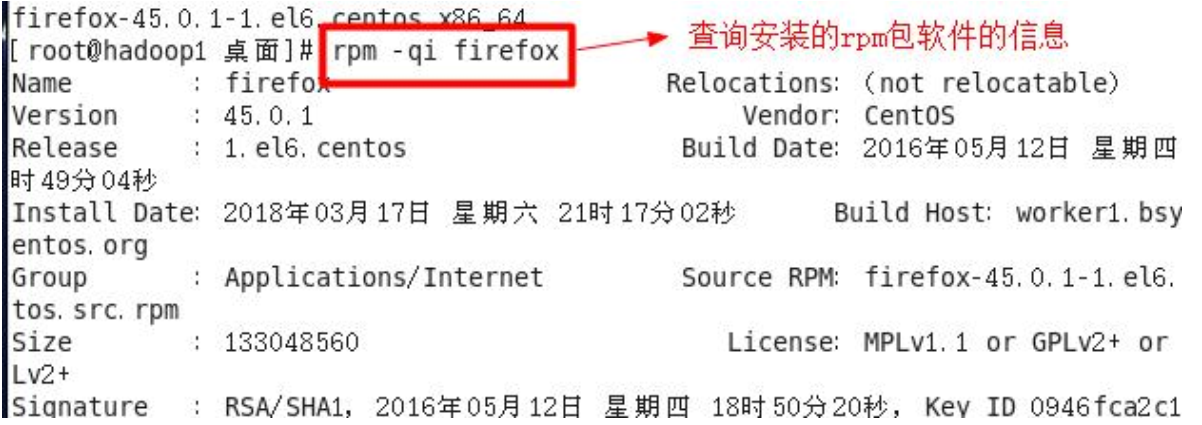 firefox-45.0.1-1.el6.centos.x86_64
[root@hadoop1 桌面]# rpm -qi firefox
查询安装的rpm包软件的信息
Name : firefox Relocations: (not relocatable)
Version : 45.0.1 Vendor: CentOS
Release : 1.el6.centos Build Date: 2016年05月12日 星期四
时49分04秒
Install Date: 2018年03月17日 星期六 21时17分02秒 Build Host: worker1.bsy
entos.org
Group : Applications/Internet Source RPM: firefox-45.0.1-1.el6.
tos.src.rpm
Size : 133048560 License: MPLv1.1 or GPLv2+ or
Lv2+
Signature : RSA/SHA1, 2016年05月12日 星期四 18时50分20秒, Key ID 0946fca2c1